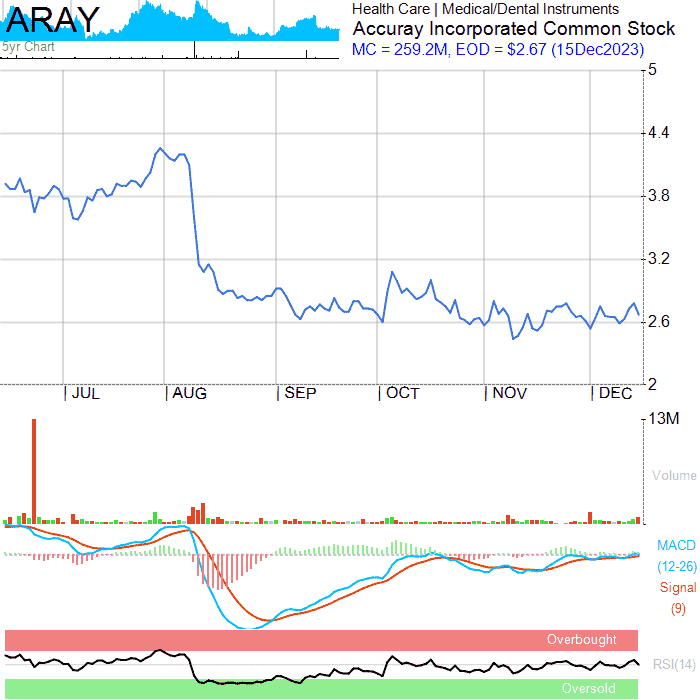 ARAY
5yr Chart
Health Care | Medical/Dental Instruments
Accuray Incorporated Common Stock
MC = 259.2M, EOD = $2.67 (15Dec2023)
5
4.4
3.8
3.2
2.6
2
| JUL | AUG | SEP | OCT | NOV | DEC
13M
Volume
MACD
(12-26)
Signal
(9)
Overbought
RSI(14)
Oversold